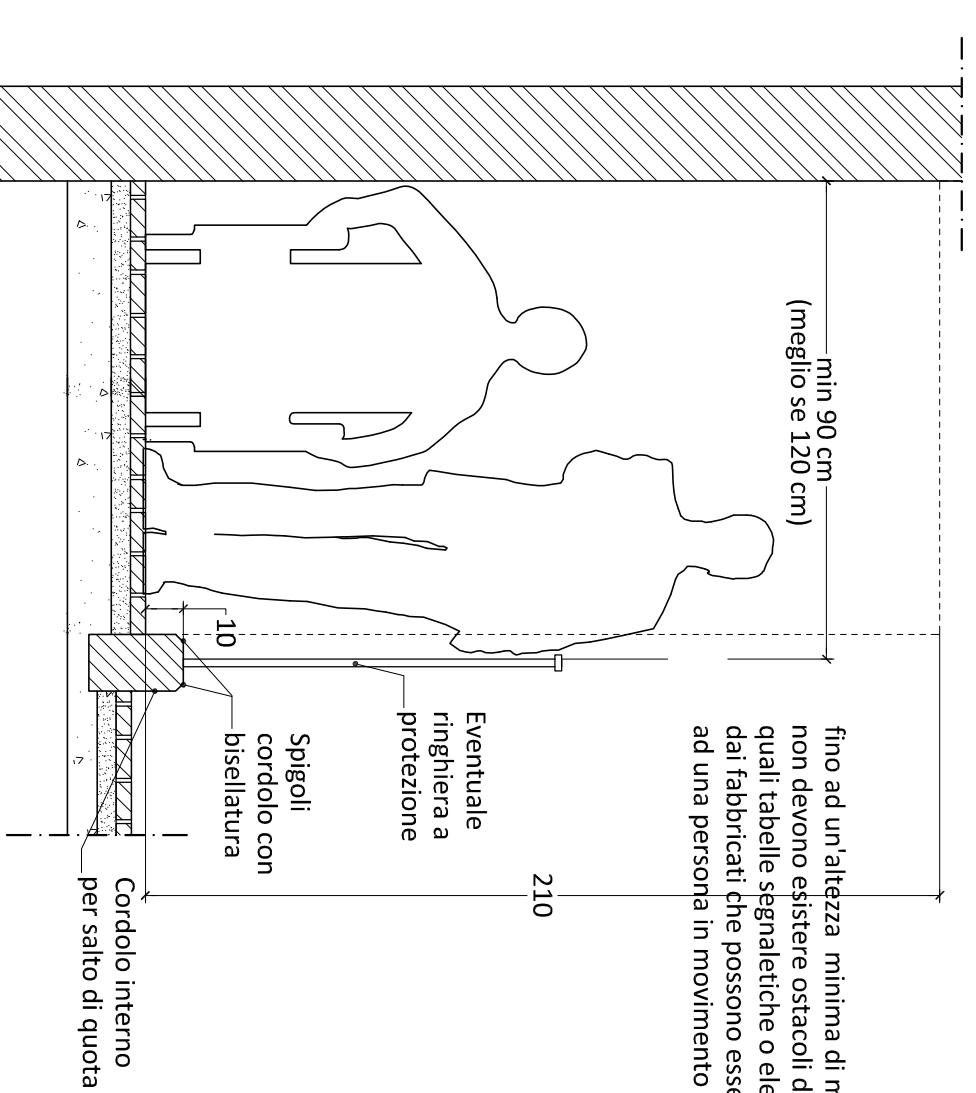 min 90 cm
(meglio se 120 cm)
fino ad un'altezza minima di
non devono esistere ostacoli
quali tabelle segnaletiche o
dai fabbricati che possono
ad una persona in movimento
210
10
Eventuale
ringhiera a
protezione
Spigoli
cordolo con
bisellatura
Cordolo interno
per salto di quota